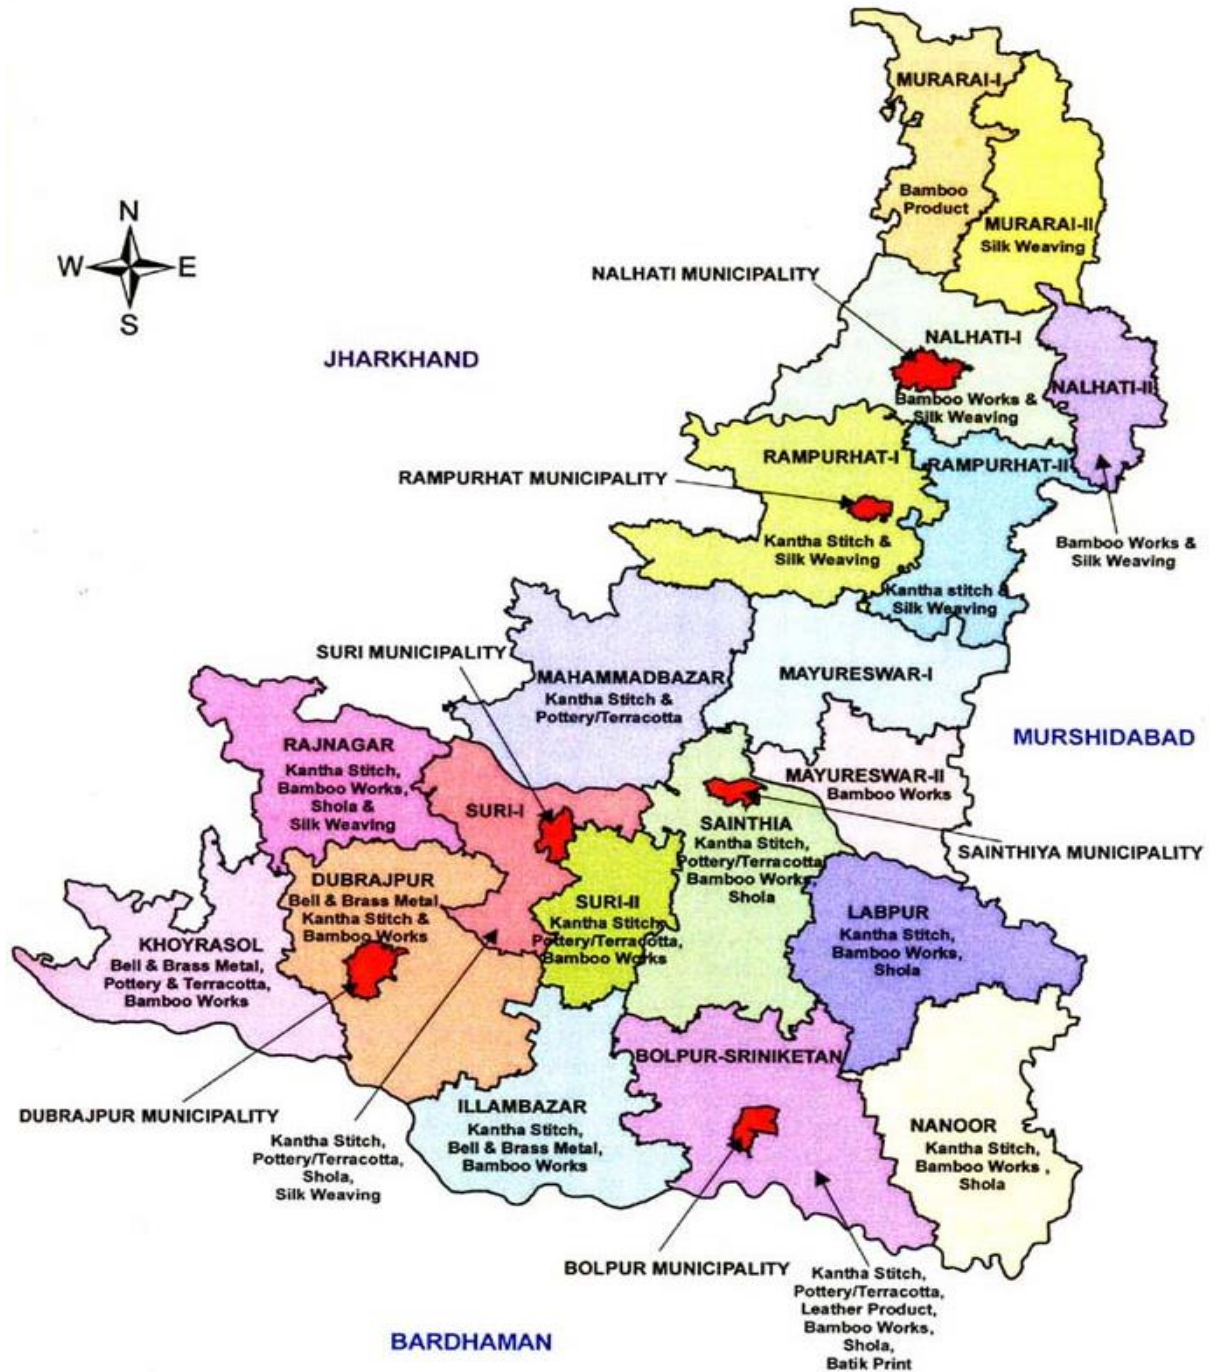 MURARAI-I
Bamboo
Product
MURARAI-II
Silk Weaving
N
W
E
S
NALHATI MUNICIPALITY
NALHATI-I
Bamboo Works &
Silk Weaving
NALHATI-II
Bamboo Works &
Silk Weaving
JHARKHAND
RAMPURHAT-I
Kantha Stitch &
Silk Weaving
RAMPURHAT MUNICIPALITY
RAMPURHAT-II
Kantha stitch &
Silk Weaving
SURI MUNICIPALITY
MAHAMMADBAZAR
Kantha Stitch &
Pottery/Terracotta
MAYURESWAR-I
MURSHIDABAD
RAJNAGAR
Kantha Stitch,
Bamboo Works,
Shola &
Silk Weaving
SURI-I
MAYURESWAR-II
Bamboo Works
SAINTHIA
Kantha Stitch,
Pottery/Terracotta
Bamboo Works,
Shola
SAINTHIYA MUNICIPALITY
DUBRAJPUR
Bell & Brass Metal
Kantha Stitch &
Bamboo Works
SURI-II
Kantha Stitch,
Pottery/Terracotta,
Bamboo Works
LABPUR
Kantha Stitch,
Bamboo Works,
Shola
KHOYRASOL
Bell & Brass Metal,
Pottery & Terracotta,
Bamboo Works
BOLPUR-SRINIKETAN
DUBRAJPUR MUNICIPALITY
ILLAMBAZAR
Kantha Stitch,
Bell & Brass Metal,
Bamboo Works
NANOOR
Kantha Stitch,
Bamboo Works ,
Shola
Kantha Stitch,
Pottery/Terracotta,
Shola,
Silk Weaving
BOLPUR MUNICIPALITY
Kantha Stitch,
Pottery/Terracotta,
Leather Product,
Bamboo Works,
Shola,
Batik Print
BARDHAMAN